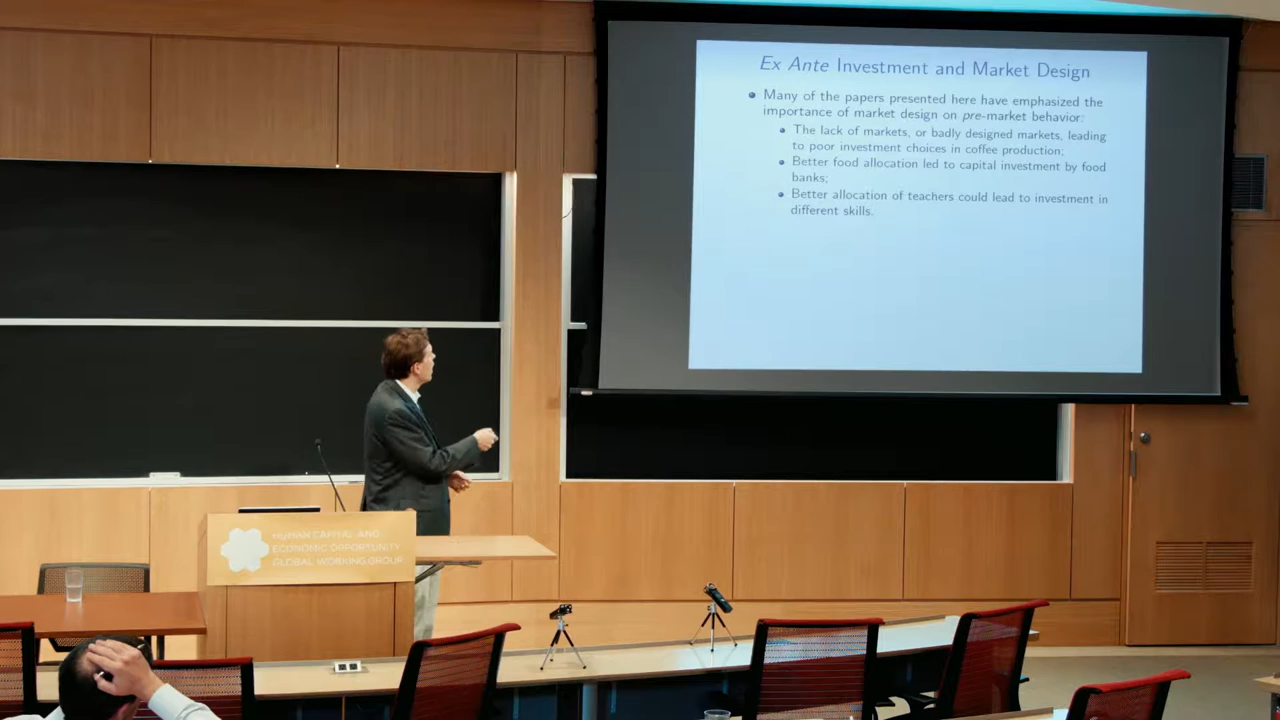 Ex Ante Investment and Market Design
Many of the papers presented here have emphasized the
importance of market design on pre-market behavior:
The lack of markets, or badly designed markets, leading
to poor investment choices in coffee production;
Better food allocation led to capital investment by food
banks;
Better allocation of teachers could lead to investment in
different skills.
HUMAN CAPITAL AND
ECONOMIC OPPORTUNITY
GLOBAL WORKING GROUP